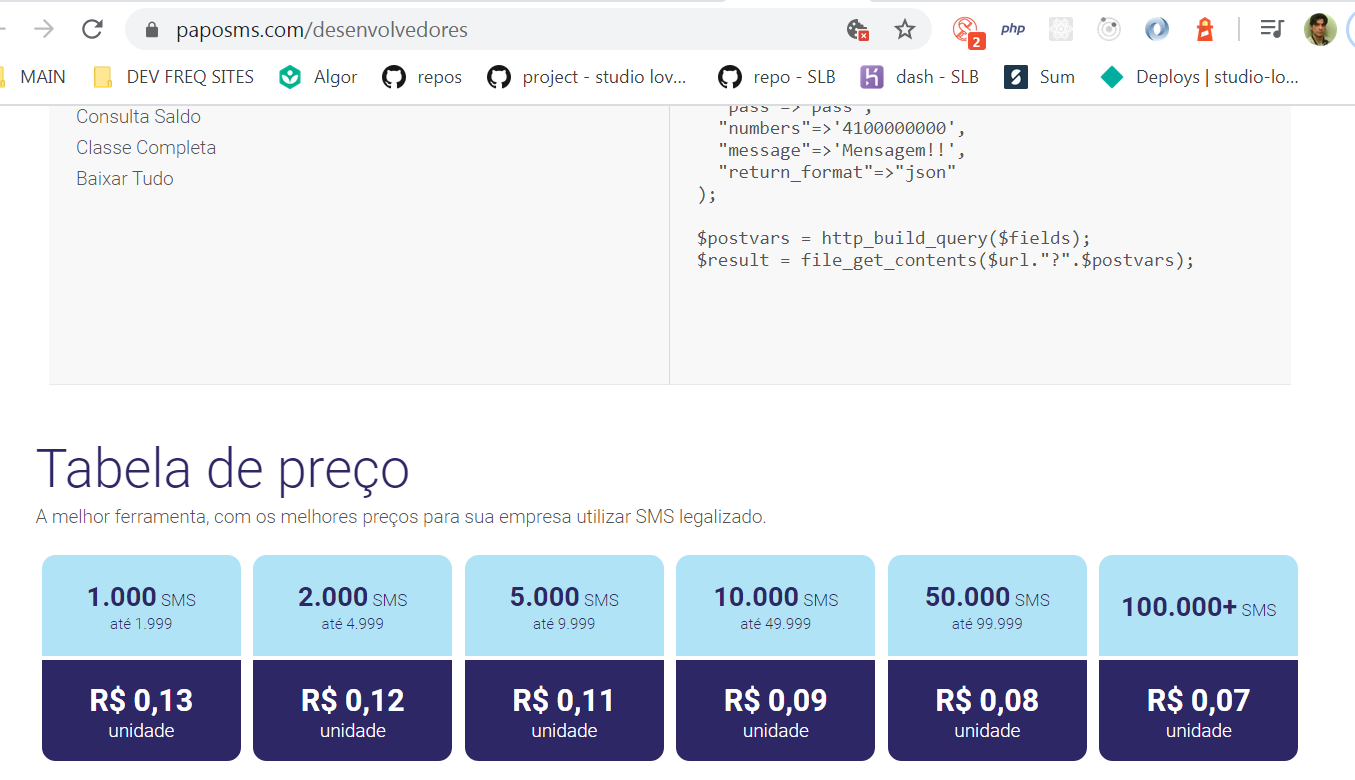 paposms.com/desenvolvedores
2
php
MAIN
DEV FREQ SITES
Algor
repos
project - studio lov...
repo - SLB
dash - SLB
Sum
Deploys | studio-lo...
Consulta Saldo
Classe Completa
Baixar Tudo
"pass"=>'pass',
"numbers"=>'4100000000',
"message"=>'Mensagem!!',
"return_format"=>"json"
);
$postvars = http_build_query($fields);
$result = file_get_contents($url."?".$postvars);
Tabela de preço
A melhor ferramenta, com os melhores preços para sua empresa utilizar SMS legalizado.
1.000 SMS
até 1.999
R$ 0,13
unidade
2.000 SMS
até 4.999
R$ 0,12
unidade
5.000 SMS
até 9.999
R$ 0,11
unidade
10.000 SMS
até 49.999
R$ 0,09
unidade
50.000 SMS
até 99.999
R$ 0,08
unidade
100.000+ SMS
R$ 0,07
unidade